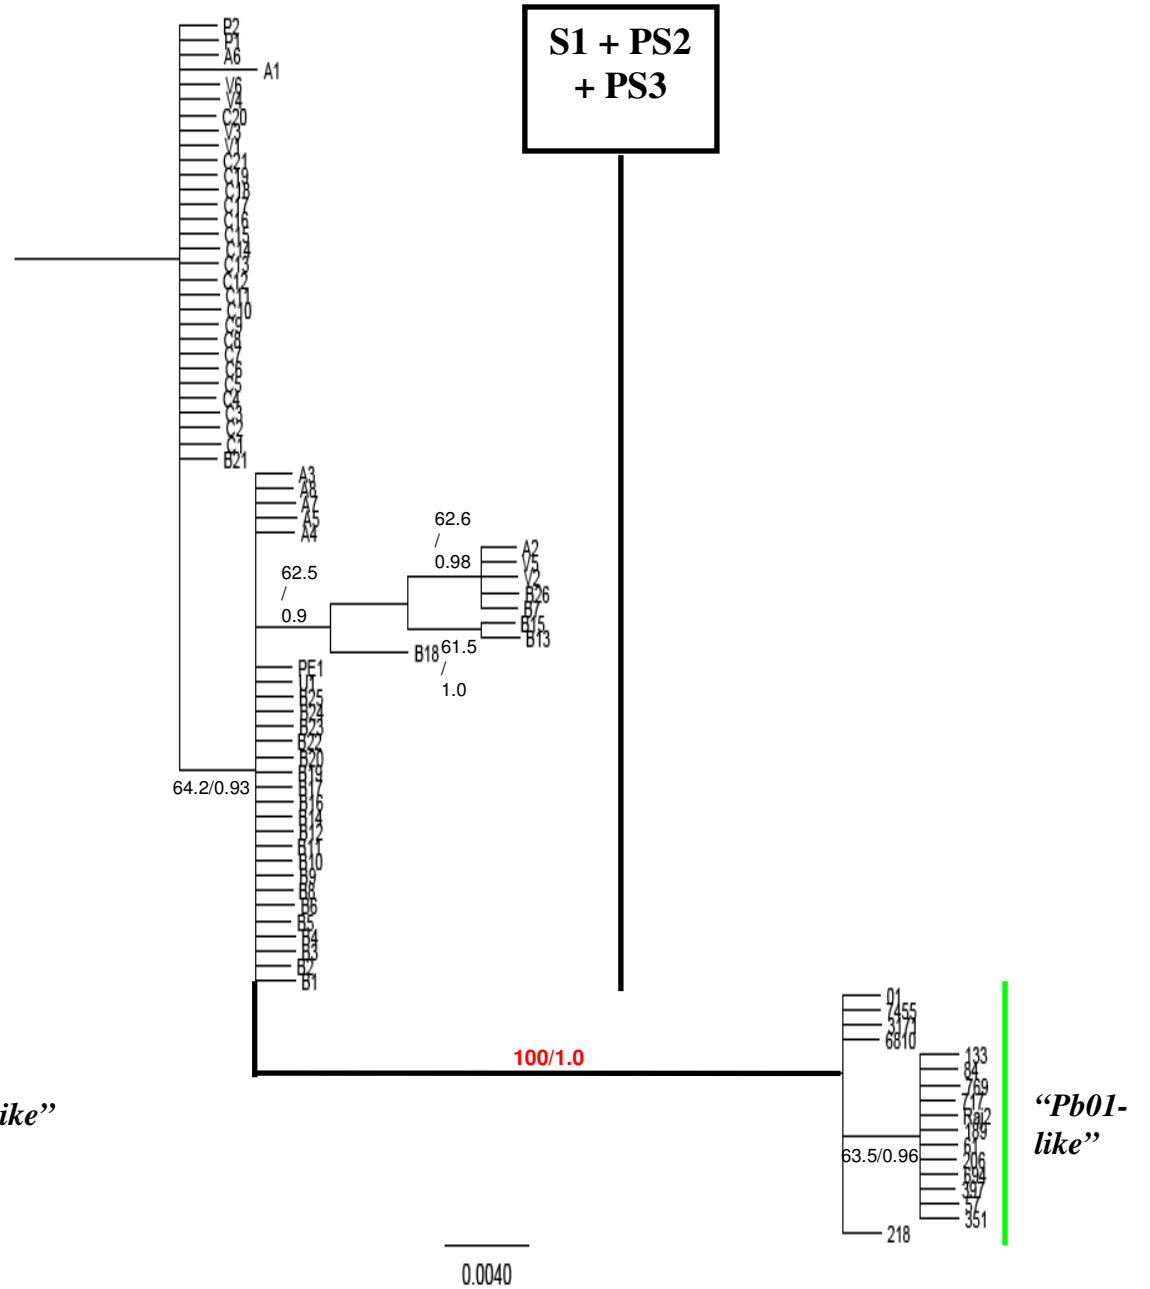 S1 + PS2
+ PS3
P2
P1
A6
A1
V6
V4
C20
V3
V1
C21
C19
C18
C17
C16
C15
C14
C13
C12
C11
C10
C9
C8
C7
C6
C5
C4
C3
C2
C1
B21
A3
A8
A7
A5
A4
62.6
/
0.98
A2
V5
V2
B26
B7
B15
B13
62.5
/
0.9
B18
61.5
/
1.0
PE1
U1
B25
B24
B23
B22
B20
B19
B17
B16
B14
B12
B11
B10
B9
B8
B6
B5
B4
B3
B2
B1
64.2/0.93
01
7455
3171
6810
100/1.0
133
84
769
717
Raj2
189
61
206
694
397
57
351
63.5/0.96
218
ike”
“Pb01-
like”
0.0040